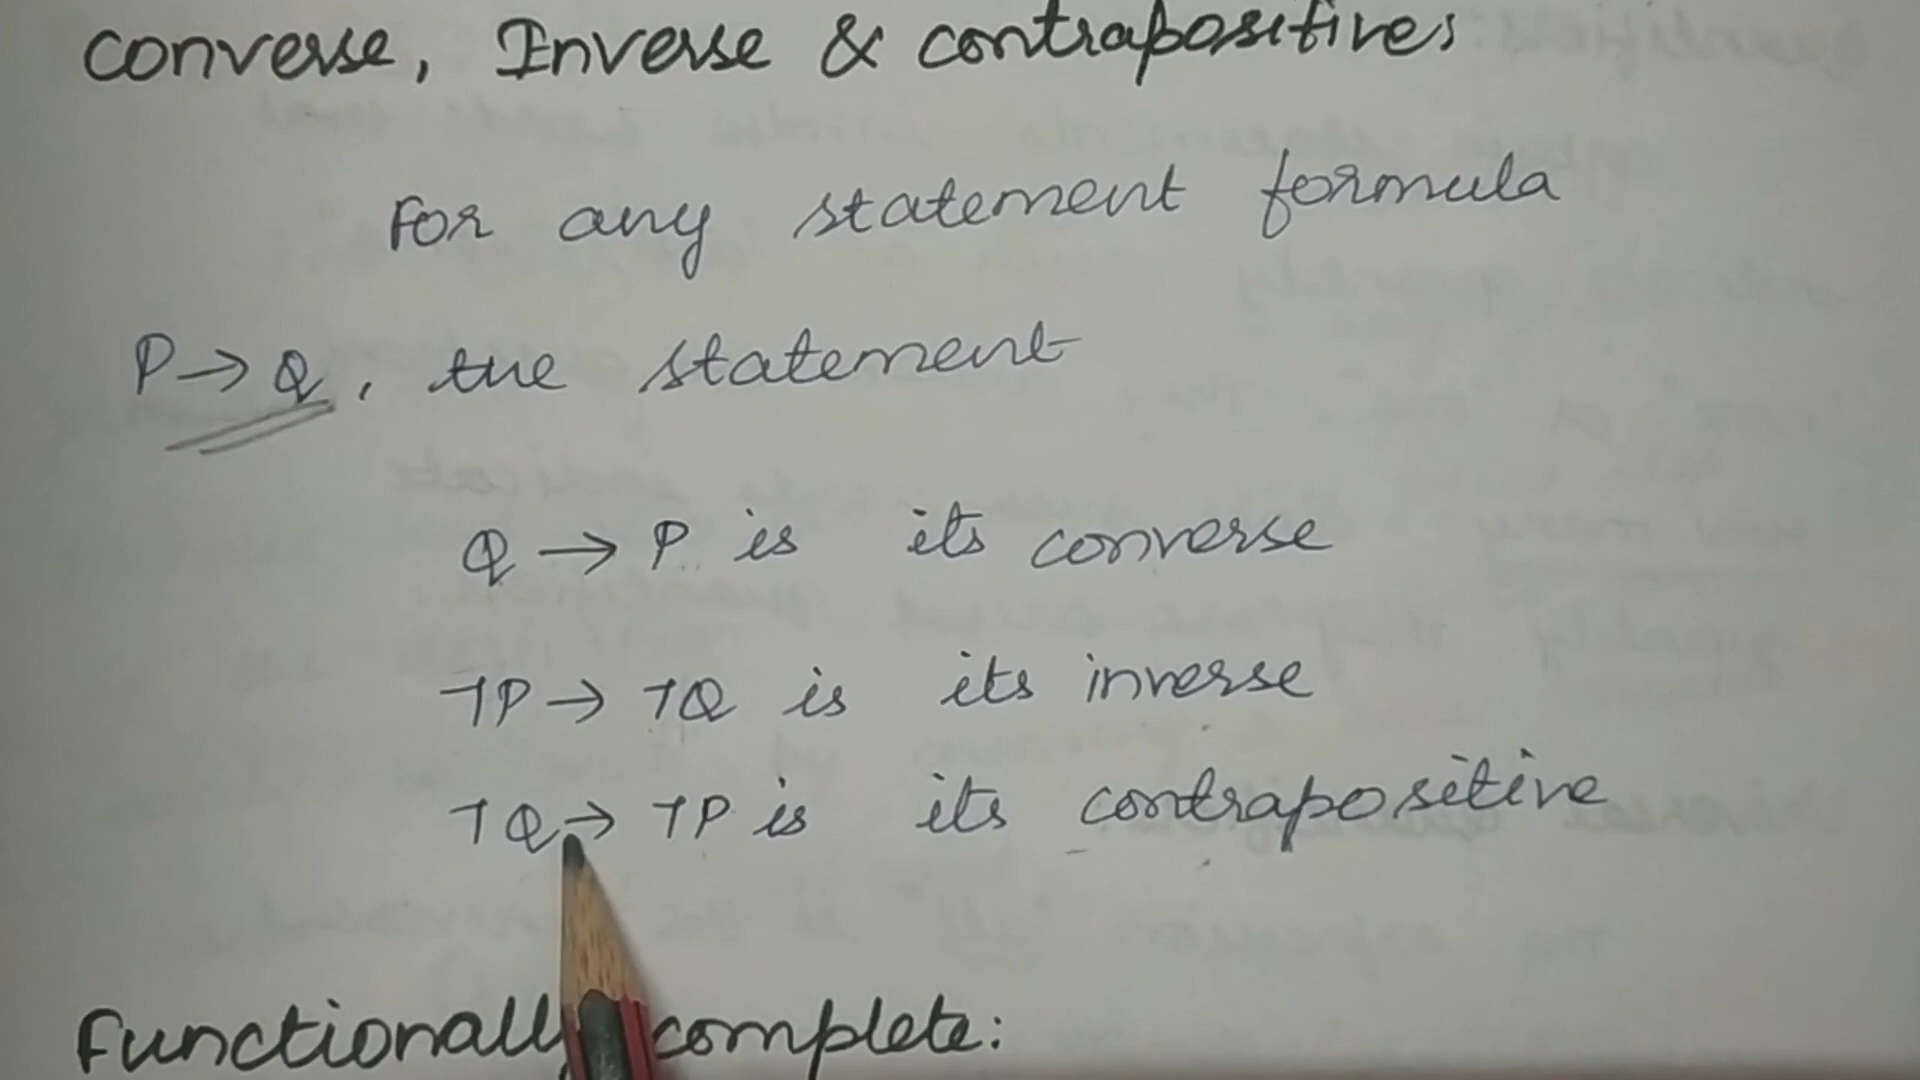 converse, Inverse & contrapositives
For any statement formula
P → Q, the statement
Q → P is its converse
¬P → ¬Q is its inverse
¬Q → ¬P is its contrapositive
Functionally complete: